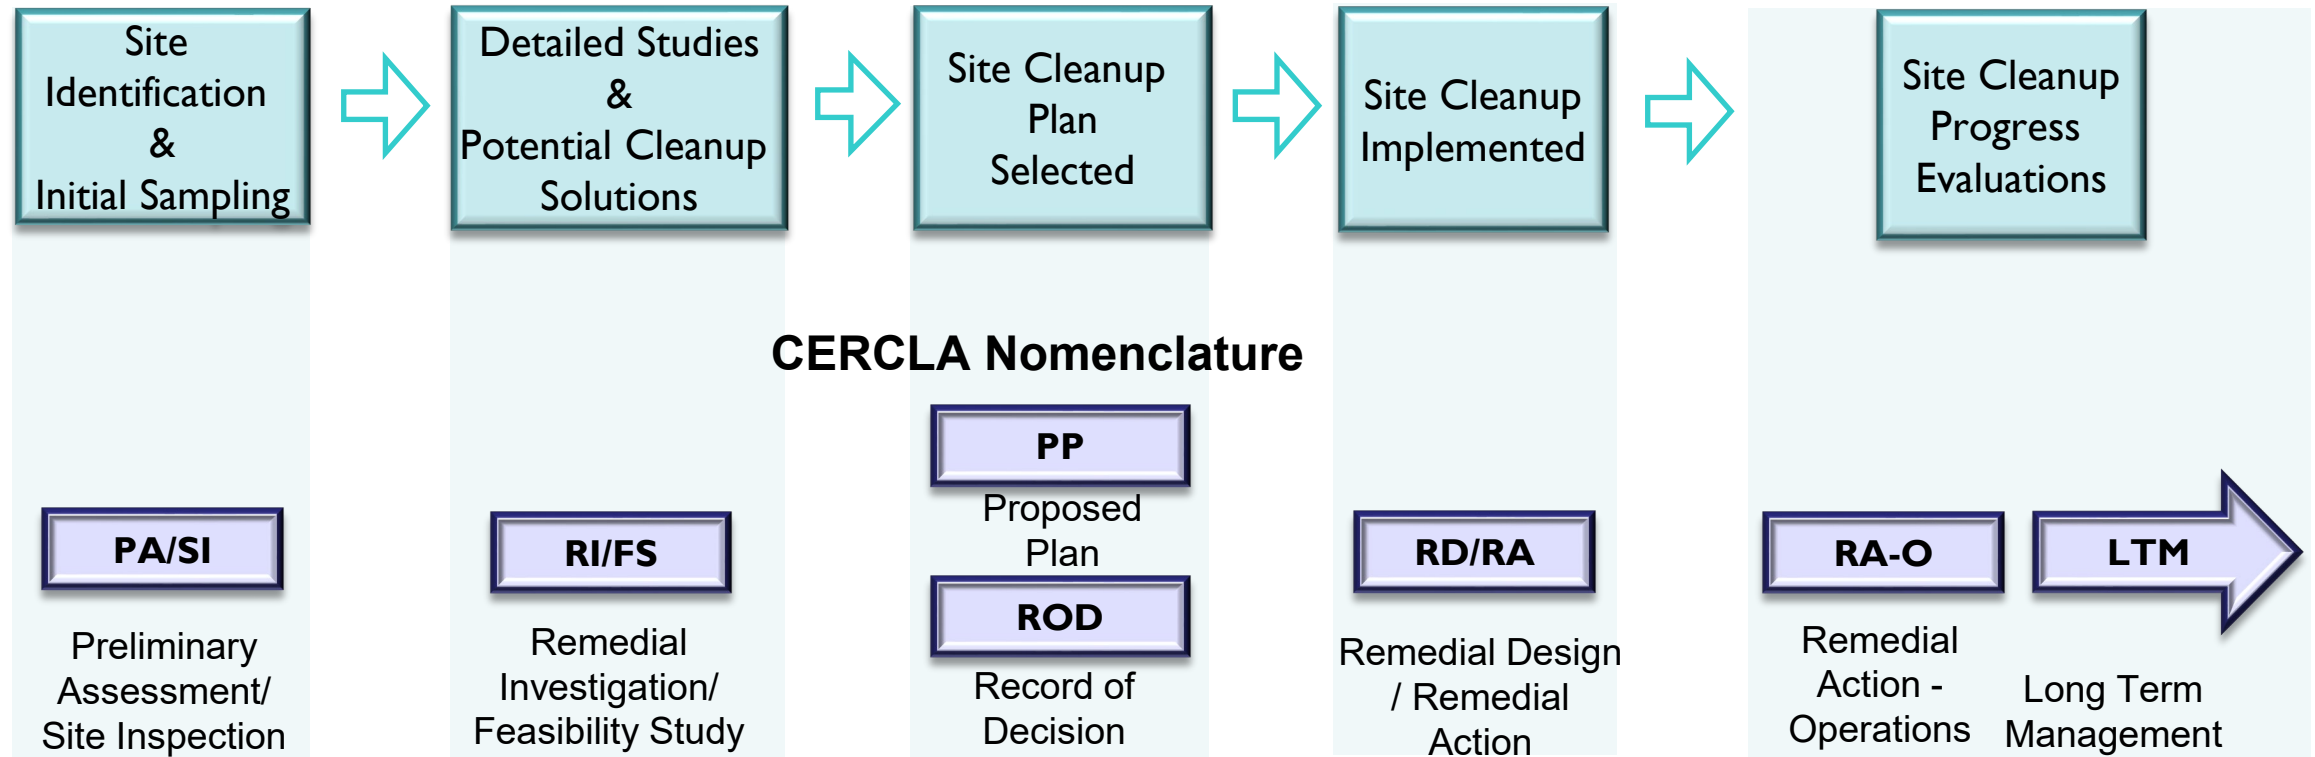 Site
Identification
&
Initial Sampling
Detailed Studies
&
Potential Cleanup
Solutions
Site Cleanup
Plan
Selected
Site Cleanup
Implemented
Site Cleanup
Progress
Evaluations
CERCLA Nomenclature
PA/SI
Preliminary
Assessment/
Site Inspection
RI/FS
Remedial
Investigation/
Feasibility Study
PP
Proposed
Plan
ROD
Record of
Decision
RD/RA
Remedial Design
/ Remedial
Action
RA-O
Remedial
Action -
Operations
LTM
Long Term
Management